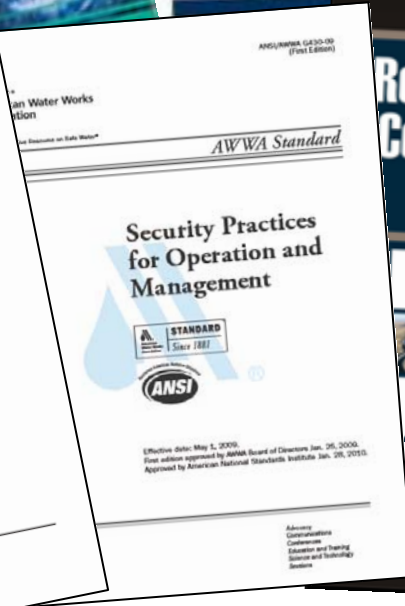 ANSI/AWWA G430-09
(First Edition)
an Water Works
tion
AWWA Standard
Security Practices
for Operation and
Management
STANDARD
Since 1881
ANSI
®
Effective date: May 1, 2009.
First edition approved by AWWA Board of Directors Jan. 25, 2009.
Approved by American National Standards Institute Jan. 28, 2010.
Advocacy
Communications
Conferences
Education and Training
Science and Technology
Sections